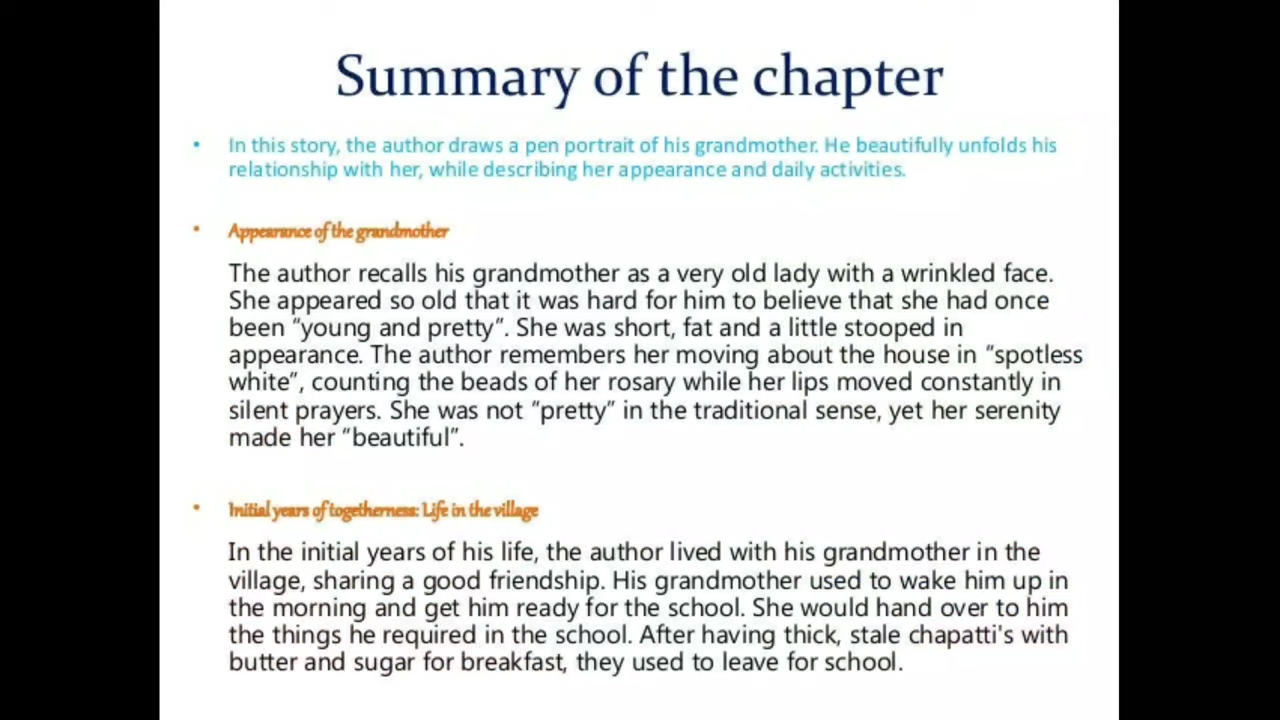 Summary of the chapter
• In this story, the author draws a pen portrait of his grandmother. He beautifully unfolds his
relationship with her, while describing her appearance and daily activities.
• Appearance of the grandmother
The author recalls his grandmother as a very old lady with a wrinkled face.
She appeared so old that it was hard for him to believe that she had once
been “young and pretty”. She was short, fat and a little stooped in
appearance. The author remembers her moving about the house in “spotless
white”, counting the beads of her rosary while her lips moved constantly in
silent prayers. She was not “pretty” in the traditional sense, yet her serenity
made her “beautiful”.
• Initial years of togetherness: Life in the village
In the initial years of his life, the author lived with his grandmother in the
village, sharing a good friendship. His grandmother used to wake him up in
the morning and get him ready for the school. She would hand over to him
the things he required in the school. After having thick, stale chapatti's with
butter and sugar for breakfast, they used to leave for school.